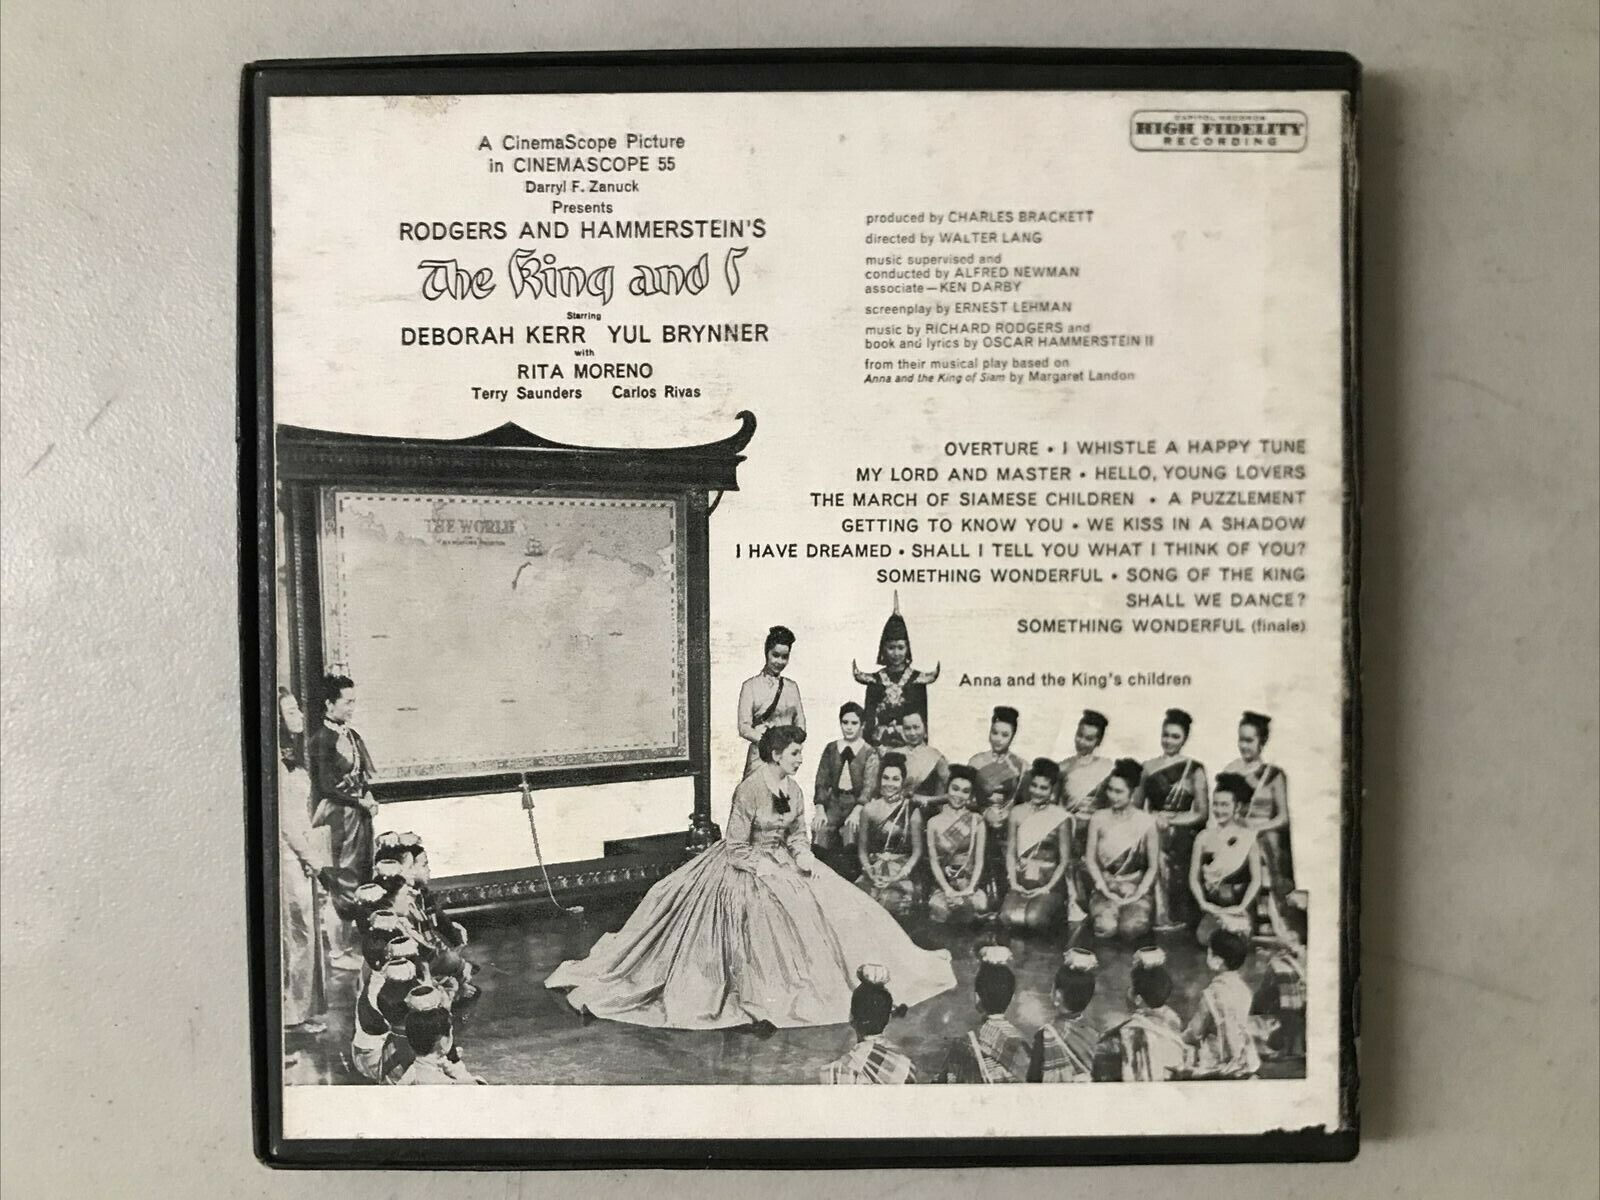 A CinemaScope Picture
in CINEMASCOPE 55
Darryl F. Zanuck
Presents
RODGERS AND HAMMERSTEIN'S
The King and I
Starring
DEBORAH KERR YUL BRYNNER
with
RITA MORENO
Terry Saunders Carlos Rivas
CAPITOL RECORDS
HIGH FIDELITY
RECORDING
produced by CHARLES BRACKETT
directed by WALTER LANG
music supervised and
conducted by ALFRED NEWMAN
associate—KEN DARBY
screenplay by ERNEST LEHMAN
music by RICHARD RODGERS and
book and lyrics by OSCAR HAMMERSTEIN II
from their musical play based on
Anna and the King of Siam by Margaret Landon
OVERTURE • I WHISTLE A HAPPY TUNE
MY LORD AND MASTER • HELLO, YOUNG LOVERS
THE MARCH OF SIAMESE CHILDREN • A PUZZLEMENT
GETTING TO KNOW YOU • WE KISS IN A SHADOW
I HAVE DREAMED • SHALL I TELL YOU WHAT I THINK OF YOU?
SOMETHING WONDERFUL • SONG OF THE KING
SHALL WE DANCE?
SOMETHING WONDERFUL (finale)
Anna and the King's children
THE WORLD